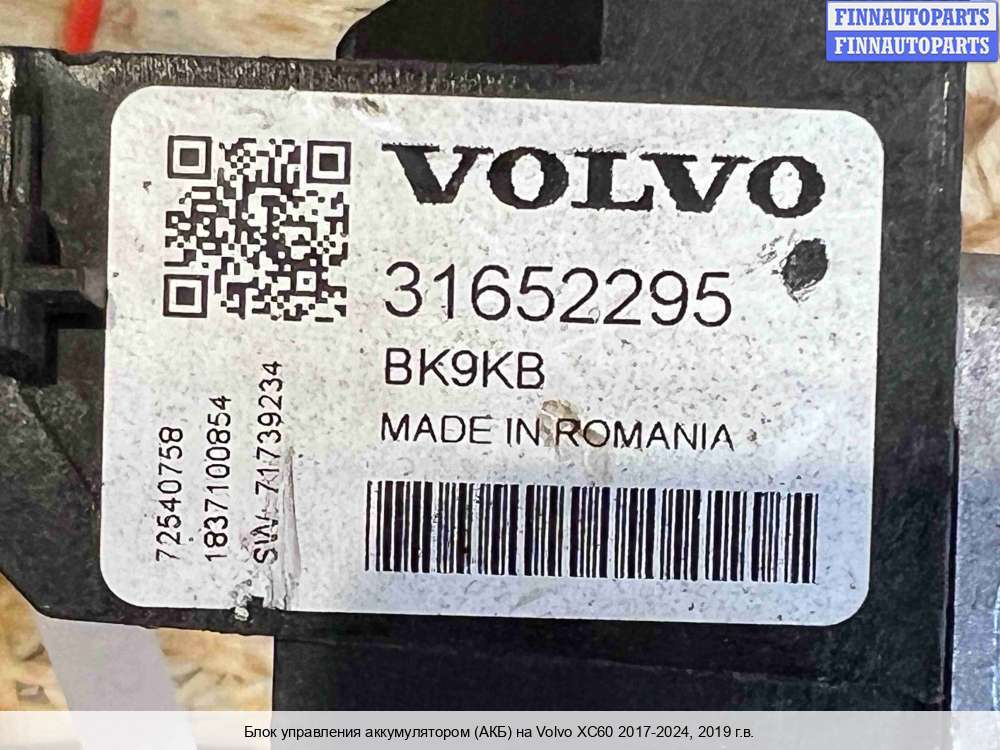 FINNAUTOPARTS
FINNAUTOPARTS
VOLVO
31652295
BK9KB
MADE IN ROMANIA
72540758
1837100854
SW 71739234
Блок управления аккумулятором (АКБ) на Volvo XC60 2017-2024, 2019 г.в.